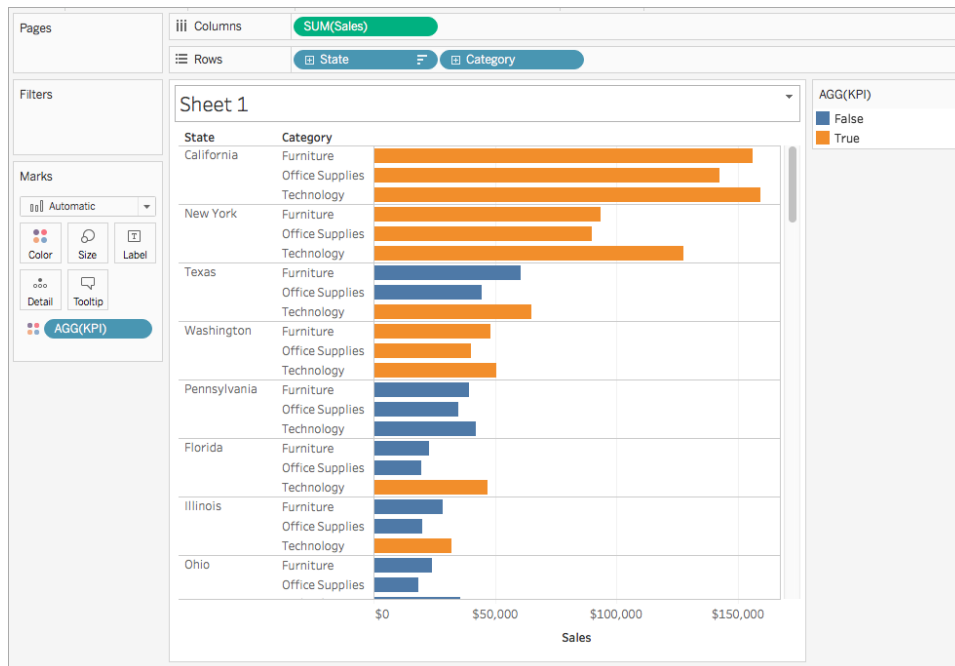 Pages
Columns
SUM(Sales)
Rows
State
Category
Filters
Marks
Automatic
Color
Size
Label
Detail
Tooltip
AGG(KPI)
Sheet 1
State Category
California Furniture
Office Supplies
Technology
New York Furniture
Office Supplies
Technology
Texas Furniture
Office Supplies
Technology
Washington Furniture
Office Supplies
Technology
Pennsylvania Furniture
Office Supplies
Technology
Florida Furniture
Office Supplies
Technology
Illinois Furniture
Office Supplies
Technology
Ohio Furniture
Office Supplies
$0 $50,000 $100,000 $150,000
Sales
AGG(KPI)
False
True